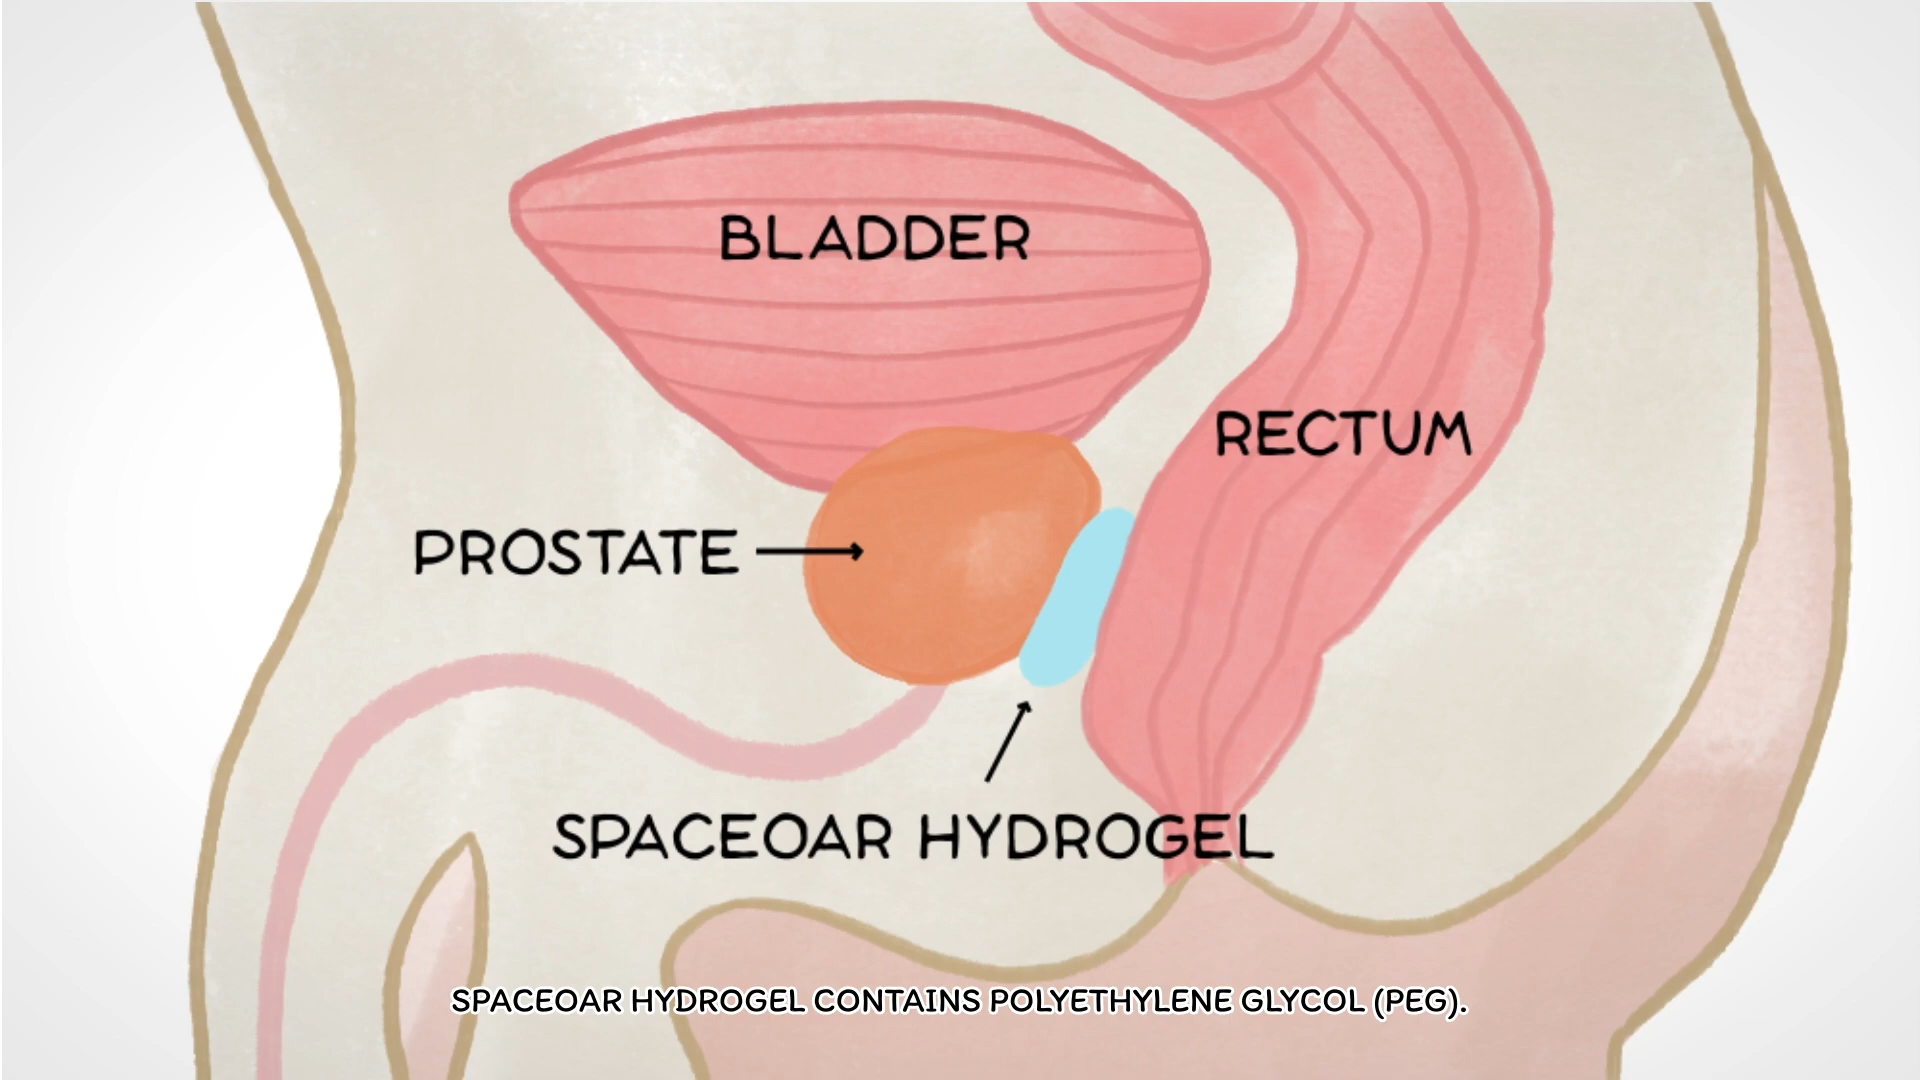 BLADDER
RECTUM
PROSTATE
SPACEOAR HYDROGEL
SPACEOAR HYDROGEL CONTAINS POLYETHYLENE GLYCOL (PEG).